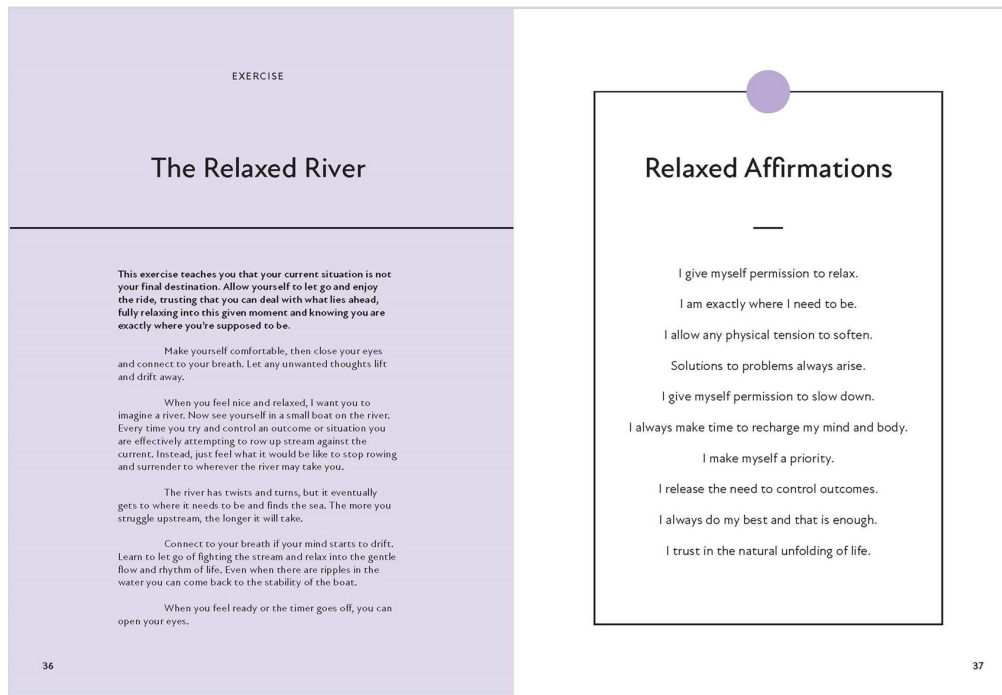 EXERCISE
The Relaxed River
This exercise teaches you that your current situation is not
your final destination. Allow yourself to let go and enjoy
the ride, trusting that you can deal with what lies ahead,
fully relaxing into this given moment and knowing you are
exactly where you're supposed to be.
Make yourself comfortable, then close your eyes
and connect to your breath. Let any unwanted thoughts lift
and drift away.
When you feel nice and relaxed, I want you to
imagine a river. Now see yourself in a small boat on the river.
Every time you try and control an outcome or situation you
are effectively attempting to row up stream against the
current. Instead, just feel what it would be like to stop rowing
and surrender to wherever the river may take you.
The river has twists and turns, but it eventually
gets to where it needs to be and finds the sea. The more you
struggle upstream, the longer it will take.
Connect to your breath if your mind starts to drift.
Learn to let go of fighting the stream and relax into the gentle
flow and rhythm of life. Even when there are ripples in the
water you can come back to the stability of the boat.
When you feel ready or the timer goes off, you can
open your eyes.
36
Relaxed Affirmations
I give myself permission to relax.
I am exactly where I need to be.
I allow any physical tension to soften.
Solutions to problems always arise.
I give myself permission to slow down.
I always make time to recharge my mind and body.
I make myself a priority.
I release the need to control outcomes.
I always do my best and that is enough.
I trust in the natural unfolding of life.
37